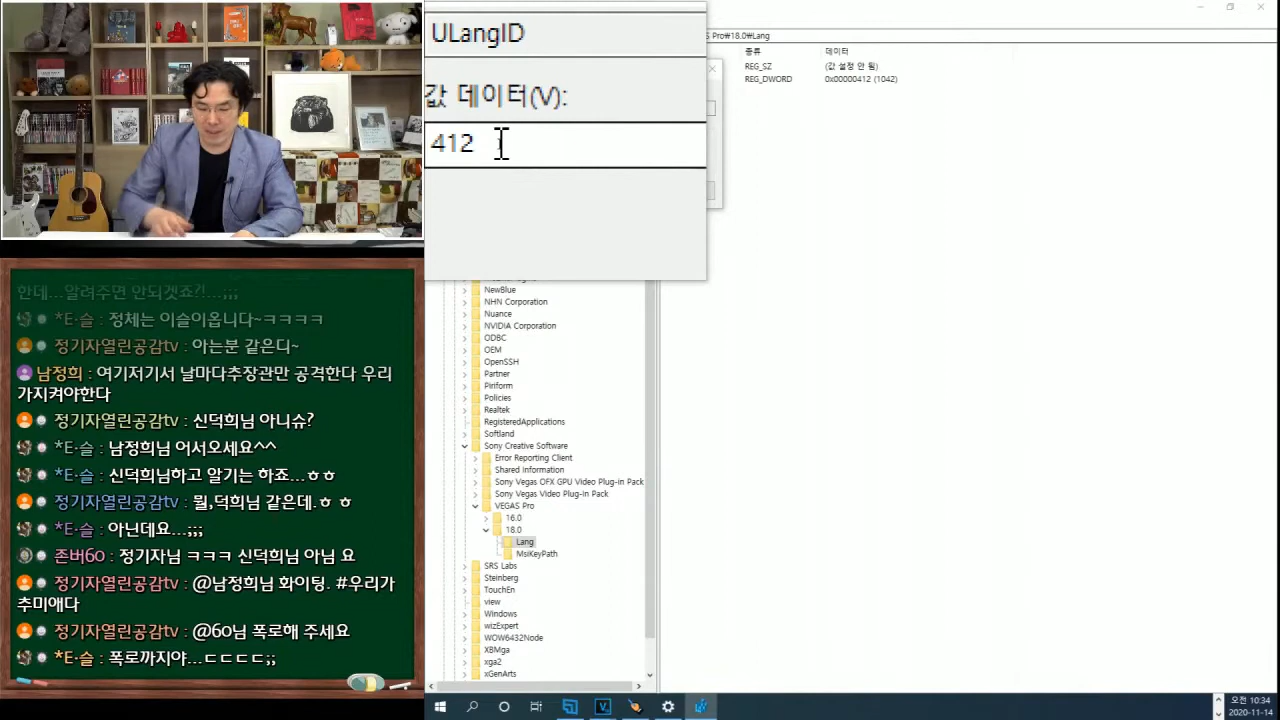 ULangID
값 데이터(V):
412
S Pro₩18.0₩Lang
종류 데이터
REG_SZ (값 설정 안 됨)
REG_DWORD 0x00000412 (1042)
한데...알려주면 안되겟죠?!...;;;
*E·슬 : 정체는 이슬이옵니다~ㅋㅋㅋㅋ
정기자열린공감tv : 아는분 같은디~
남정희 : 여기저기서 날마다추장관만 공격한다 우리
가지켜야한다
정기자열린공감tv : 신덕희님 아니슈?
*E·슬 : 남정희님 어서오세요^^
*E·슬 : 신덕희님하고 알기는 하죠...ㅎㅎ
정기자열린공감tv : 뭘,덕희님 같은데.ㅎ ㅎ
*E·슬 : 아닌데요...;;;
존버60 : 정기자님 ㅋㅋㅋ 신덕희님 아님 요
정기자열린공감tv : @남정희님 화이팅. #우리가
추미애다
정기자열린공감tv : @60님 폭로해 주세요
*E·슬 : 폭로까지야...ㄷㄷㄷㄷ;;
NewBlue
NHN Corporation
Nuance
NVIDIA Corporation
ODBC
OEM
OpenSSH
Partner
Piriform
Policies
Realtek
RegisteredApplications
Softland
Sony Creative Software
Error Reporting Client
Shared Information
Sony Vegas OFX GPU Video Plug-in Pack
Sony Vegas Video Plug-in Pack
VEGAS Pro
16.0
18.0
Lang
MsiKeyPath
SRS Labs
Steinberg
TouchEn
view
Windows
wizExpert
WOW6432Node
XBMga
xga2
xGenArts
오전 10:34
2020-11-14